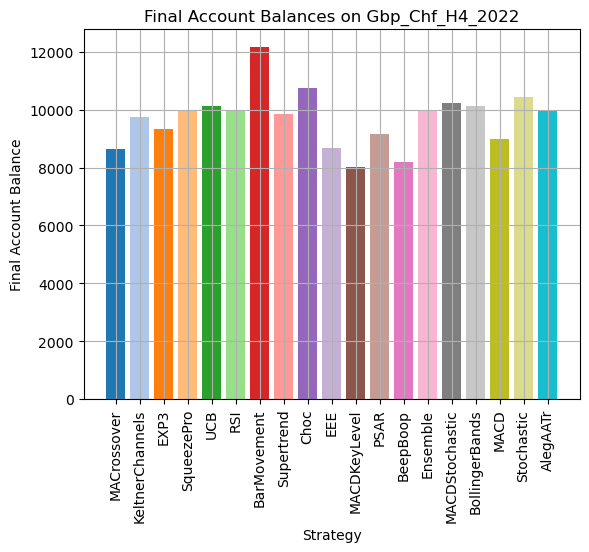 Final Account Balances on Gbp_Chf_H4_2022
Final Account Balance
12000
10000
8000
6000
4000
2000
0
MACrossover
KeltnerChannels
EXP3
SqueezePro
UCB
RSI
BarMovement
Supertrend
Choc
EEE
MACDKeyLevel
PSAR
BeepBoop
Ensemble
MACDStochastic
BollingerBands
MACD
Stochastic
AlegAATr
Strategy